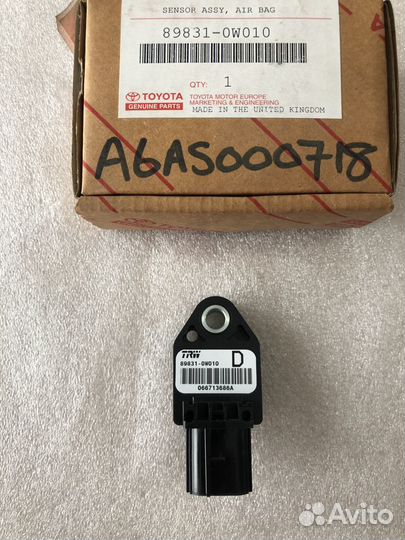 SENSOR ASSY, AIR BAG
89831-0W010
QTY: 1
TOYOTA
GENUINE PARTS
TOYOTA MOTOR EUROPE
MARKETING & ENGINEERING
MADE IN THE UNITED KINGDOM
A6AS000718
TRW
89831-0W010 D
066713686A
Avito